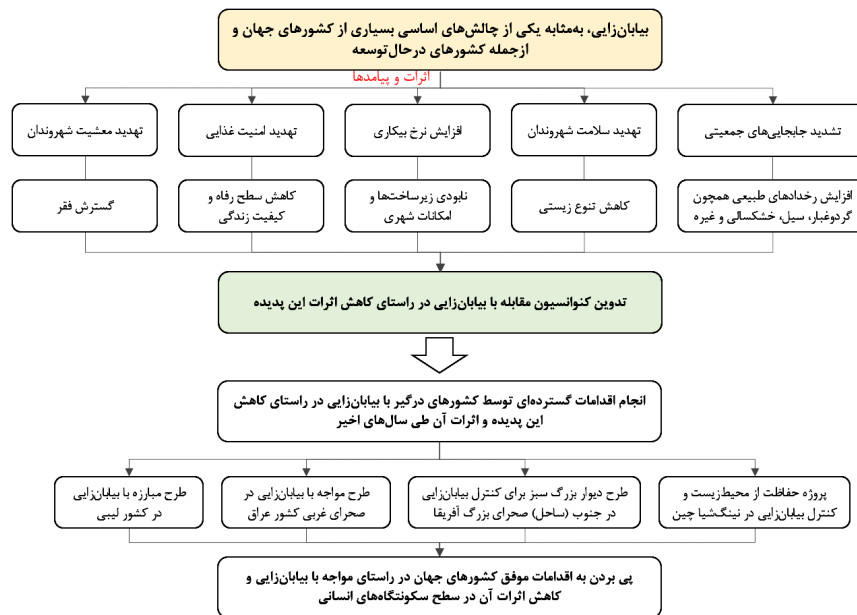 بیابان‌زایی، به‌مثابه یکی از چالش‌های اساسی بسیاری از کشورهای جهان و
ازجمله کشورهای درحال‌توسعه
اثرات و پیامدها
تشدید جابجایی‌های جمعیتی
تهدید سلامت شهروندان
افزایش نرخ بیکاری
تهدید امنیت غذایی
تهدید معشیت شهروندان
افزایش رخدادهای طبیعی همچون
گردوغبار، سیل، خشکسالی و غیره
کاهش تنوع زیستی
نابودی زیرساخت‌ها و
امکانات شهری
کاهش سطح رفاه و
کیفیت زندگی
گسترش فقر
تدوین کنوانسیون مقابله با بیابان‌زایی در راستای کاهش اثرات این پدیده
انجام اقدامات گسترده‌ای توسط کشورهای درگیر با بیابان‌زایی در راستای کاهش
این پدیده و اثرات آن طی سال‌های اخیر
پروژه حفاظت از محیط‌زیست و
کنترل بیابان‌زایی در نینگ‌شیا چین
طرح دیوار بزرگ سبز برای کنترل بیابان‌زایی
در جنوب (ساحل) صحرای بزرگ آفریقا
طرح مواجه با بیابان‌زایی در
صحرای غربی کشور عراق
طرح مبارزه با بیابان‌زایی
در کشور لیبی
پی بردن به اقدامات موفق کشورهای جهان در راستای مواجه با بیابان‌زایی و
کاهش اثرات آن در سطح سکونتگاه‌های انسانی